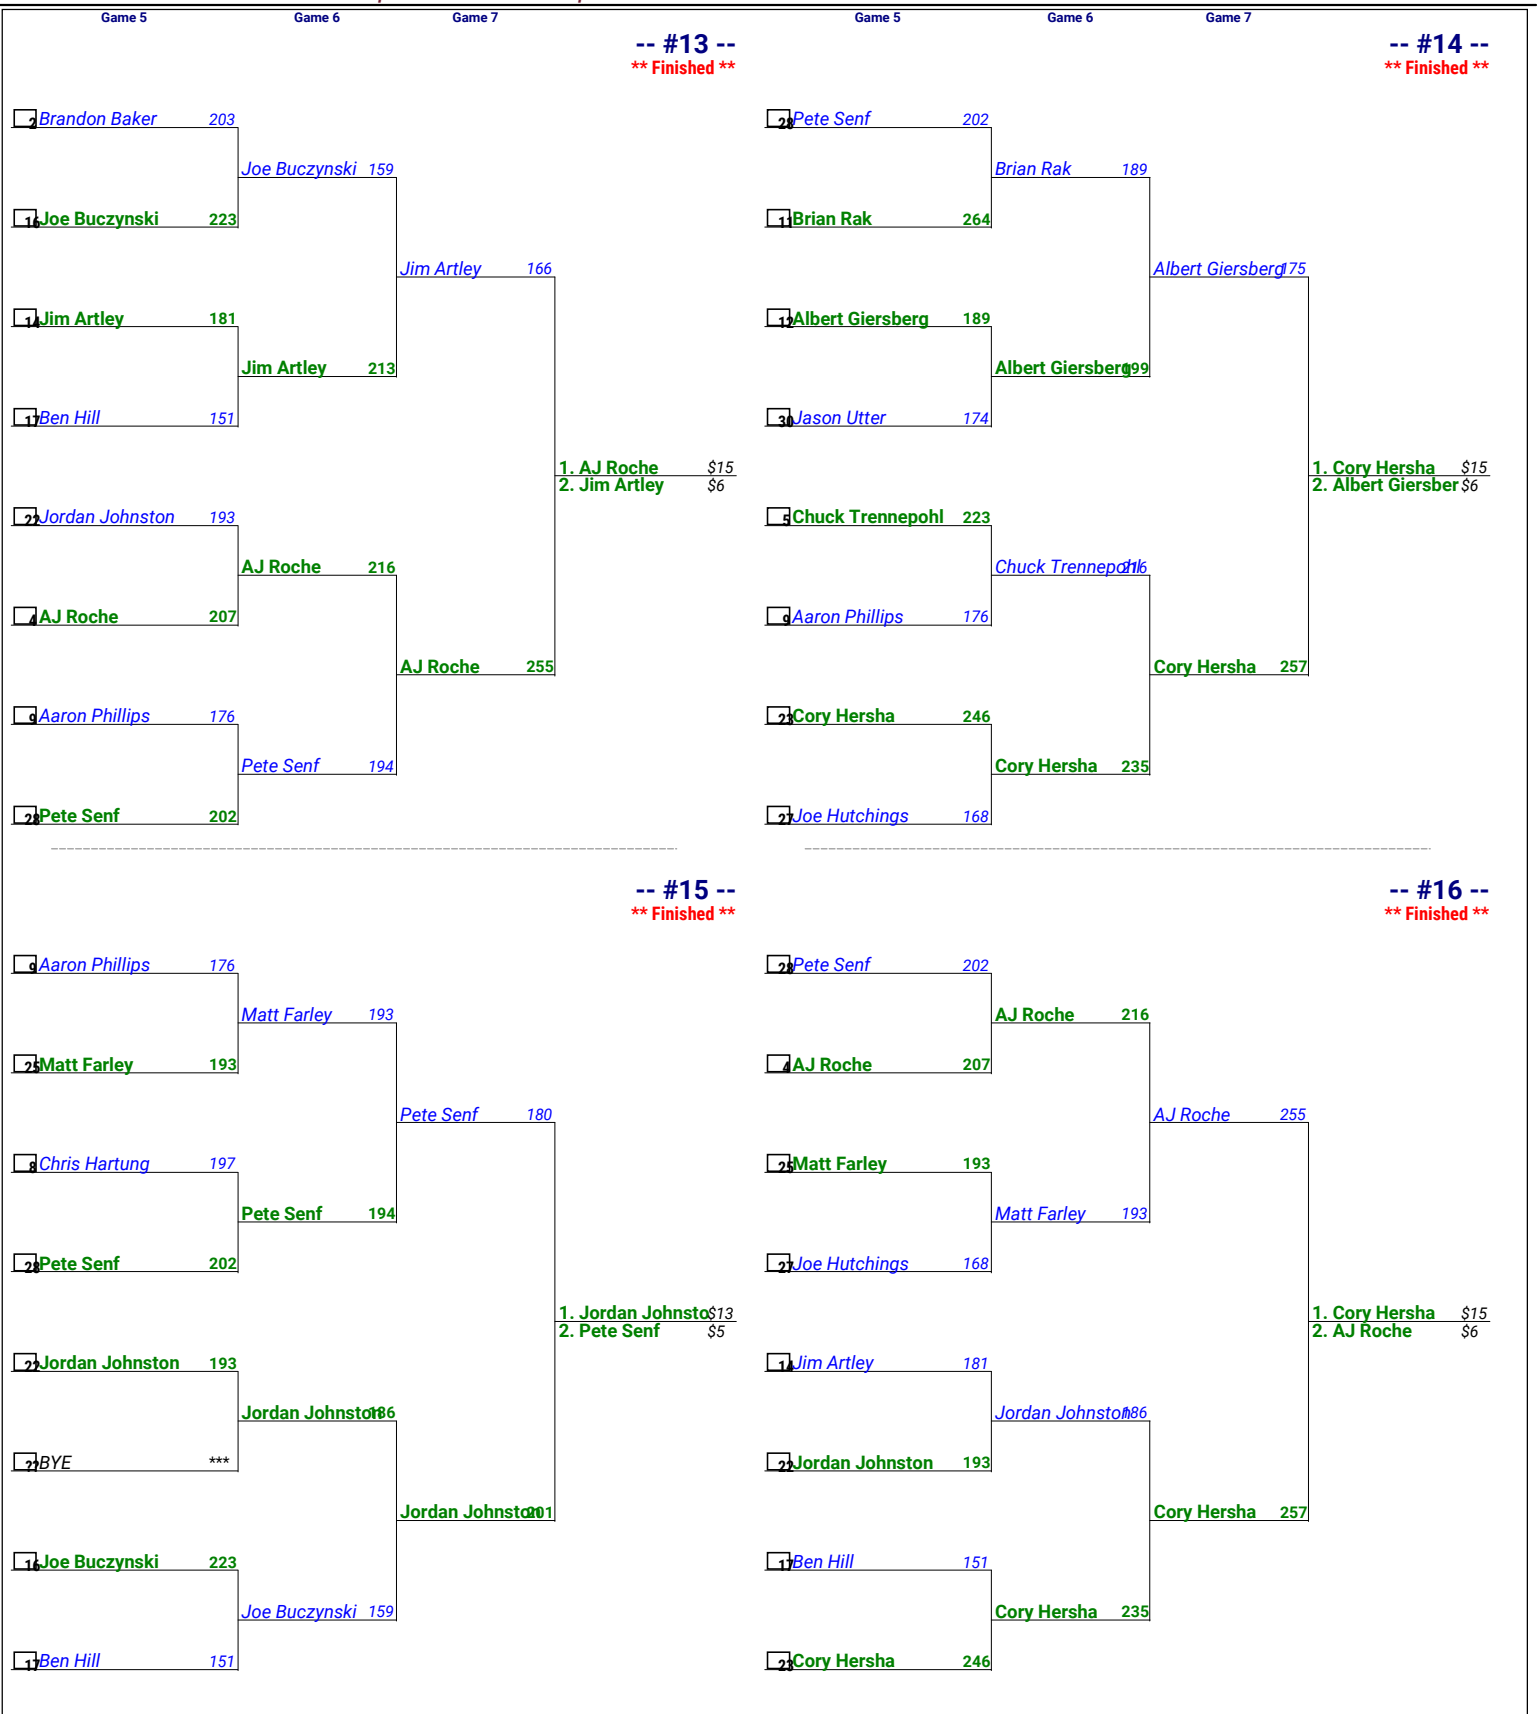 Game 5 Game 6 Game 7
-- #13 --
** Finished **
2 Brandon Baker 203
Joe Buczynski 159
16 Joe Buczynski 223
Jim Artley 166
14 Jim Artley 181
Jim Artley 213
17 Ben Hill 151
1. AJ Roche $15
2. Jim Artley $6
22 Jordan Johnston 193
AJ Roche 216
4 AJ Roche 207
AJ Roche 255
9 Aaron Phillips 176
Pete Senf 194
28 Pete Senf 202
Game 5 Game 6 Game 7
-- #14 --
** Finished **
28 Pete Senf 202
Brian Rak 189
11 Brian Rak 264
Albert Giersberg 175
12 Albert Giersberg 189
Albert Giersberg 199
30 Jason Utter 174
1. Cory Hersha $15
2. Albert Giersber $6
5 Chuck Trennepohl 223
Chuck Trennepohl 216
9 Aaron Phillips 176
Cory Hersha 257
23 Cory Hersha 246
Cory Hersha 235
27 Joe Hutchings 168
-- #15 --
** Finished **
9 Aaron Phillips 176
Matt Farley 193
25 Matt Farley 193
Pete Senf 180
8 Chris Hartung 197
Pete Senf 194
28 Pete Senf 202
1. Jordan Johnsto $13
2. Pete Senf $5
22 Jordan Johnston 193
Jordan Johnston 186
?? BYE ***
Jordan Johnston 201
16 Joe Buczynski 223
Joe Buczynski 159
17 Ben Hill 151
-- #16 --
** Finished **
28 Pete Senf 202
AJ Roche 216
4 AJ Roche 207
AJ Roche 255
25 Matt Farley 193
Matt Farley 193
27 Joe Hutchings 168
1. Cory Hersha $15
2. AJ Roche $6
14 Jim Artley 181
Jordan Johnston 186
22 Jordan Johnston 193
Cory Hersha 257
17 Ben Hill 151
Cory Hersha 235
23 Cory Hersha 246